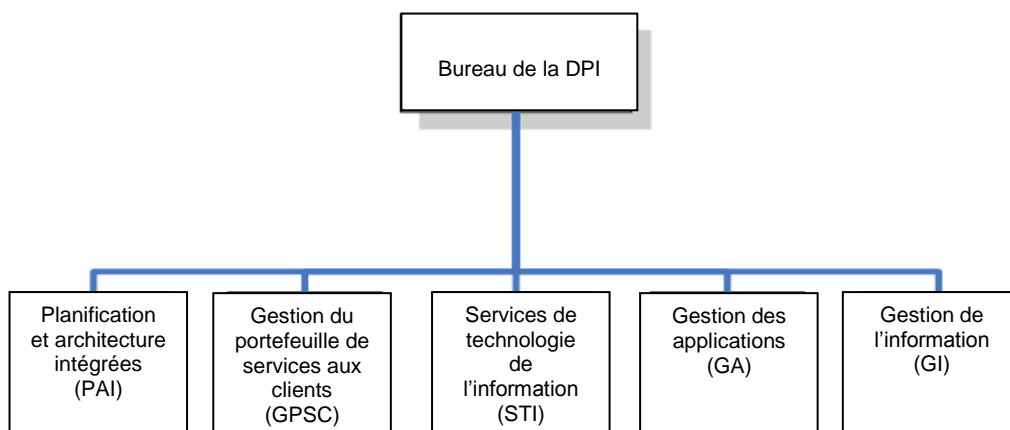 Bureau de la DPI
Planification
et architecture
intégrées
(PAI)
Gestion du
portefeuille de
services aux
clients
(GPSC)
Services de
technologie
de
l’information
(STI)
Gestion des
applications
(GA)
Gestion de
l’information
(GI)